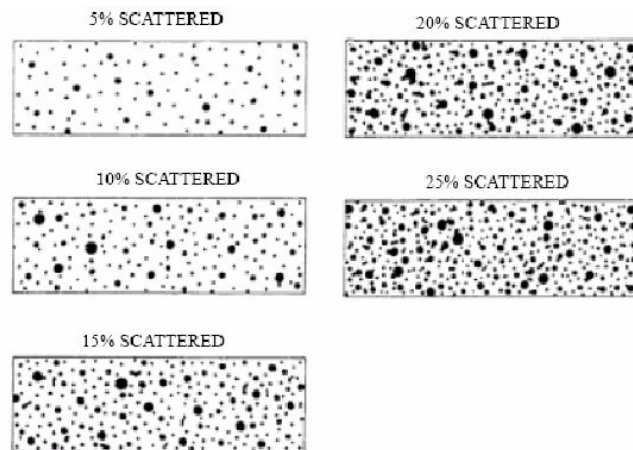 5% SCATTERED
20% SCATTERED
10% SCATTERED
25% SCATTERED
15% SCATTERED